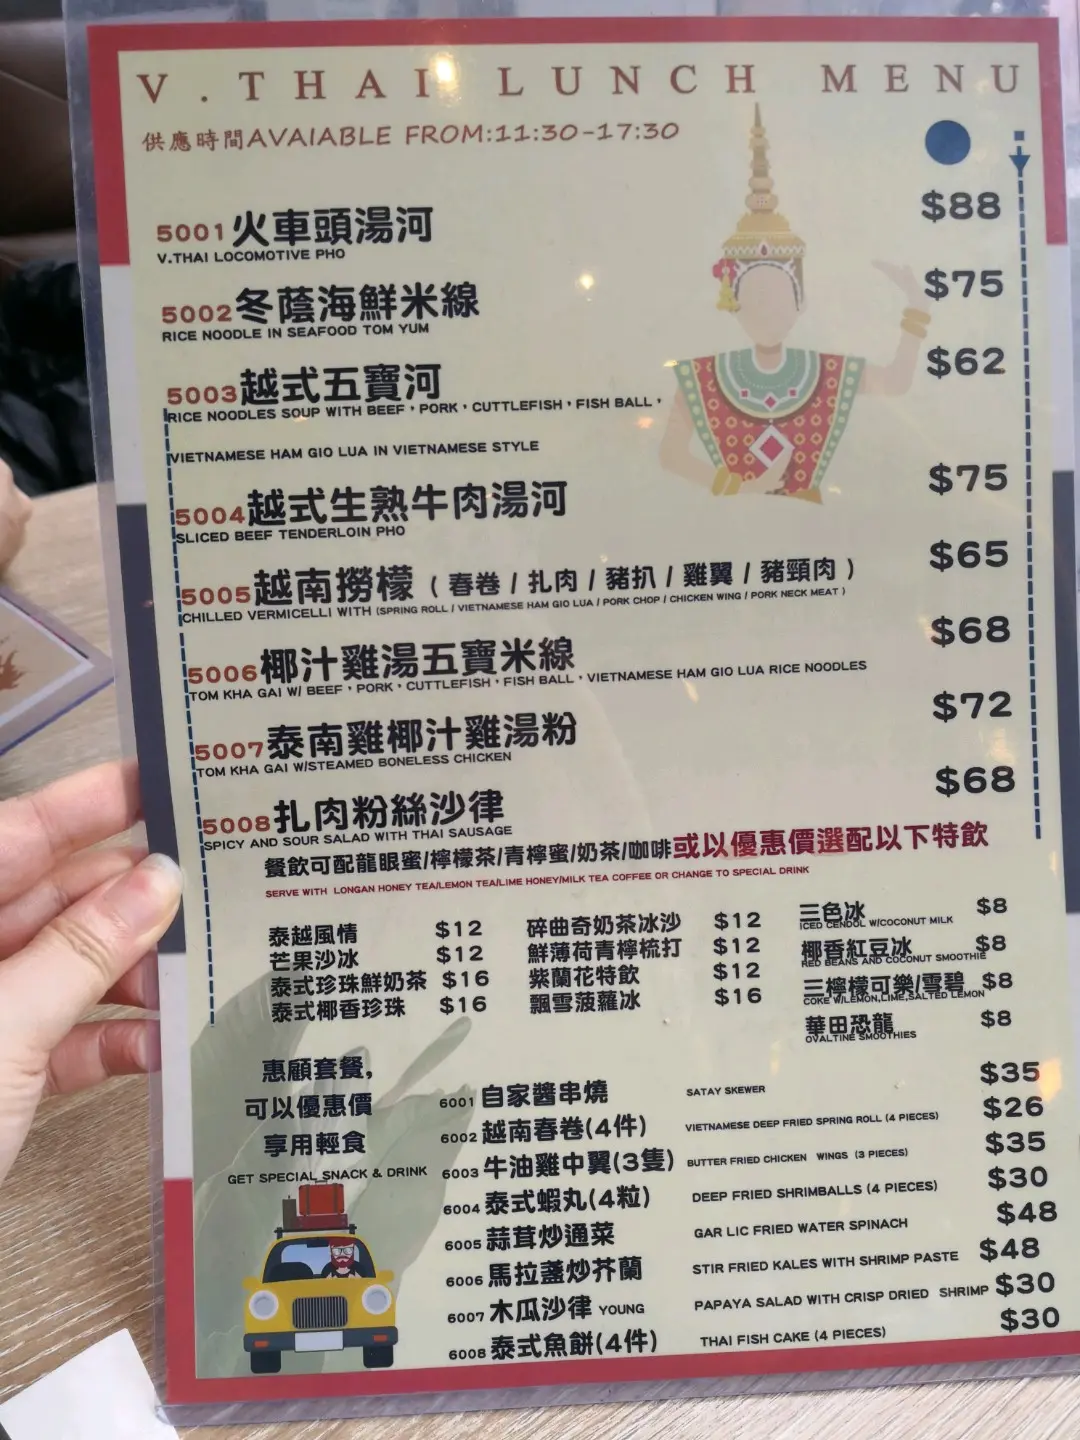 V. THAI LUNCH MENU
供應時間AVAIABLE FROM:11:30-17:30
5001火車頭湯河 $88
V.THAI LOCOMOTIVE PHO
5002冬蔭海鮮米線 $75
RICE NOODLE IN SEAFOOD TOM YUM
5003越式五寶河 $62
RICE NOODLES SOUP WITH BEEF，PORK，CUTTLEFISH，FISH BALL，
VIETNAMESE HAM GIO LUA IN VIETNAMESE STYLE
5004越式生熟牛肉湯河 $75
SLICED BEEF TENDERLOIN PHO
5005越南撈檬（春卷/扎肉/豬扒/雞翼/豬頸肉） $65
CHILLED VERMICELLI WITH (SPRING ROLL / VIETNAMESE HAM GIO LUA / PORK CHOP / CHICKEN WING / PORK NECK MEAT )
5006椰汁雞湯五寶米線 $68
TOM KHA GAI W/ BEEF，PORK，CUTTLEFISH，FISH BALL，VIETNAMESE HAM GIO LUA RICE NOODLES
5007泰南雞椰汁雞湯粉 $72
TOM KHA GAI W/STEAMED BONELESS CHICKEN
5008扎肉粉絲沙律 $68
SPICY AND SOUR SALAD WITH THAI SAUSAGE
餐飲可配龍眼蜜/檸檬茶/青檸蜜/奶茶/咖啡或以優惠價選配以下特飲
SERVE WITH LONGAN HONEY TEA/LEMON TEA/LIME HONEY/MILK TEA COFFEE OR CHANGE TO SPECIAL DRINK
泰越風情 $12
芒果沙冰 $12
泰式珍珠鮮奶茶 $16
泰式椰香珍珠 $16
碎曲奇奶茶冰沙 $12
鮮薄荷青檸梳打 $12
紫蘭花特飲 $12
飄雪菠蘿冰 $16
三色冰 $8
ICED CENDOL W/COCONUT MILK
椰香紅豆冰 $8
RED BEANS AND COCONUT SMOOTHIE
三檸檬可樂/雪碧 $8
COKE W/LEMON,LIME,SALTED LEMON
華田恐龍 $8
OVALTINE SMOOTHIES
惠顧套餐,
可以優惠價
享用輕食
GET SPECIAL SNACK & DRINK
6001自家醬串燒 SATAY SKEWER $35
6002越南春卷(4件) VIETNAMESE DEEP FRIED SPRING ROLL (4 PIECES) $26
6003牛油雞中翼(3隻) BUTTER FRIED CHICKEN WINGS (3 PIECES) $35
6004泰式蝦丸(4粒) DEEP FRIED SHRIMBALLS (4 PIECES) $30
6005蒜茸炒通菜 GAR LIC FRIED WATER SPINACH $48
6006馬拉盞炒芥蘭 STIR FRIED KALES WITH SHRIMP PASTE $48
6007木瓜沙律 YOUNG PAPAYA SALAD WITH CRISP DRIED SHRIMP $30
6008泰式魚餅(4件) THAI FISH CAKE (4 PIECES) $30